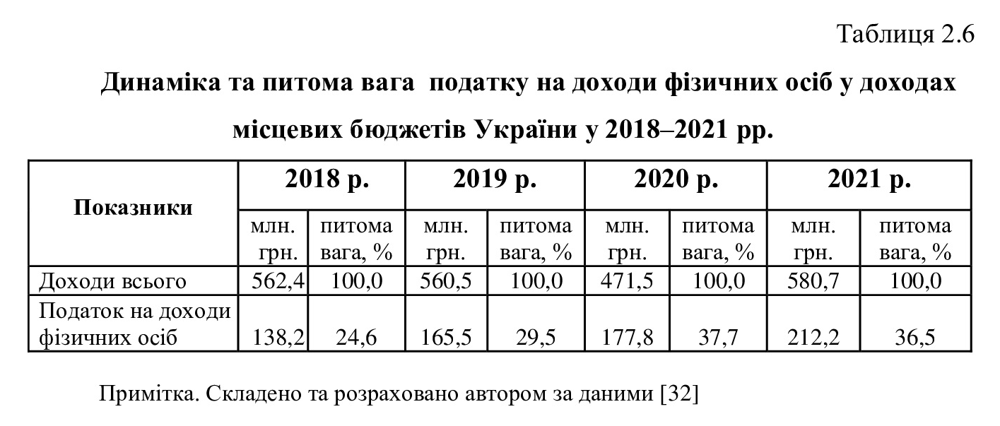 Таблиця 2.6
Динаміка та питома вага податку на доходи фізичних осіб у доходах
місцевих бюджетів України у 2018–2021 рр.
Показники 2018 р. 2019 р. 2020 р. 2021 р.
млн. грн. питома вага, % млн. грн. питома вага, % млн. грн. питома вага, % млн. грн. питома вага, %
Доходи всього 562,4 100,0 560,5 100,0 471,5 100,0 580,7 100,0
Податок на доходи
фізичних осіб 138,2 24,6 165,5 29,5 177,8 37,7 212,2 36,5
Примітка. Складено та розраховано автором за даними [32]